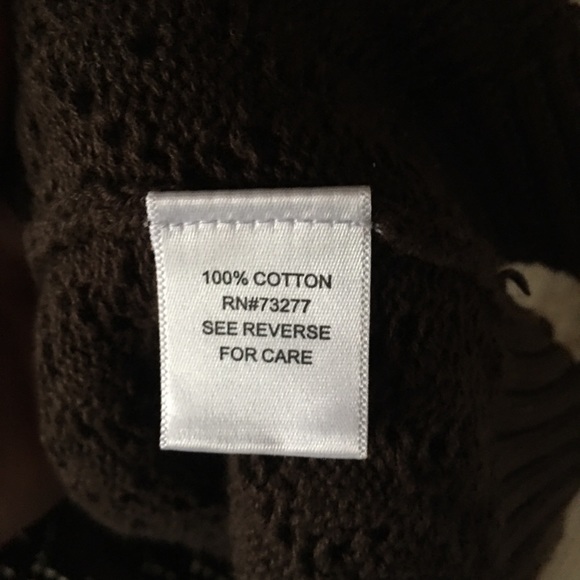 100% COTTON
RN#73277
SEE REVERSE
FOR CARE